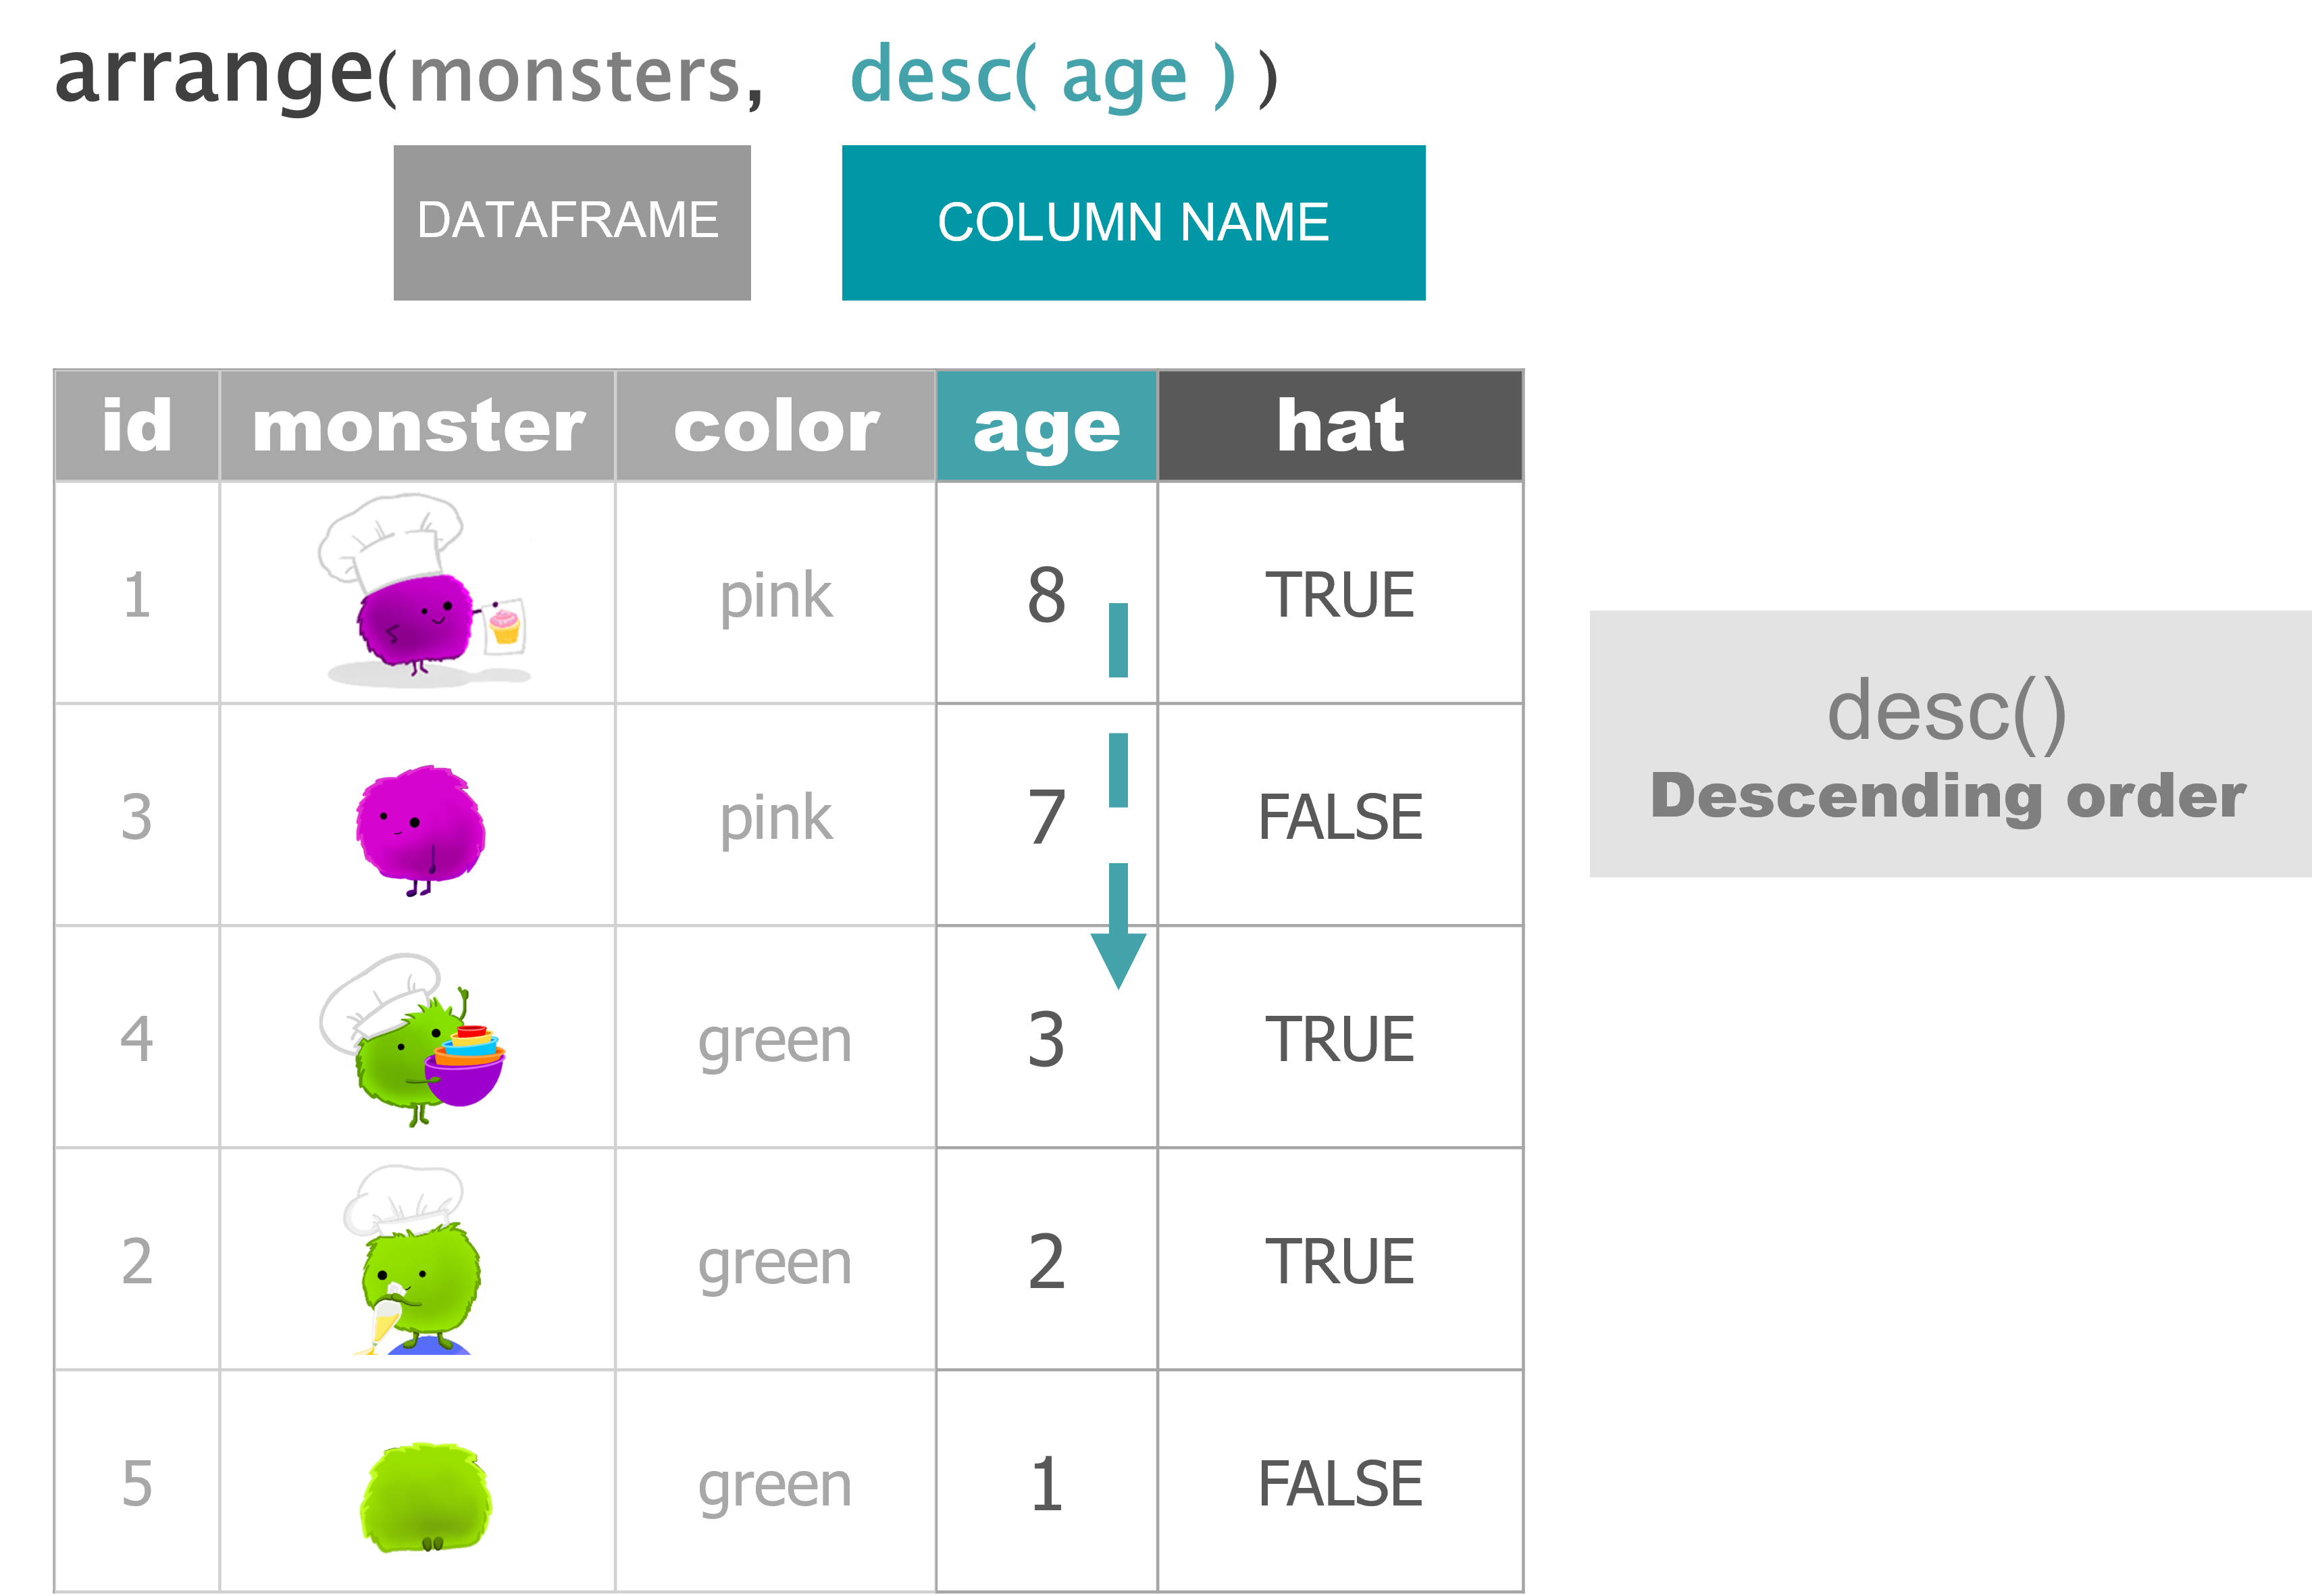 arrange(monsters, desc( age ) )
DATAFRAME COLUMN NAME
id monster color age hat
1 pink 8 TRUE
3 pink 7 FALSE
desc()
Descending order
4 green 3 TRUE
2 green 2 TRUE
5 green 1 FALSE